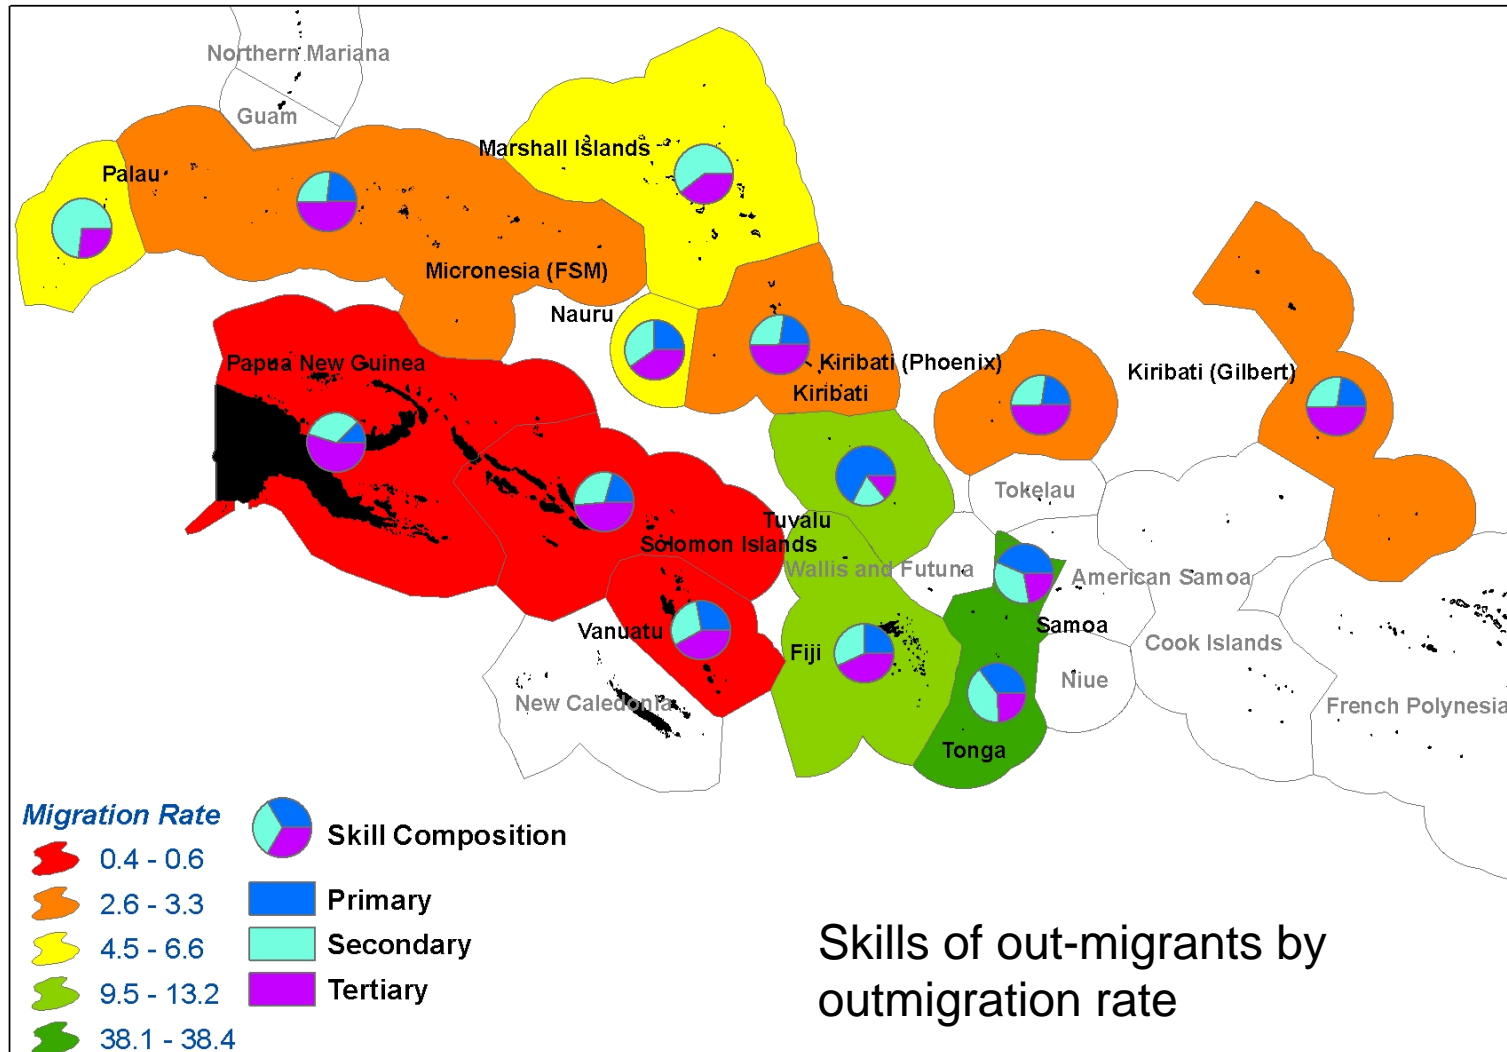 Northern Mariana
Guam
Marshall Islands
Palau
Micronesia (FSM)
Nauru
Papua New Guinea
Kiribati (Phoenix)
Kiribati (Gilbert)
Kiribati
Tokelau
Tuvalu
Solomon Islands
Wallis and Futuna
American Samoa
Samoa
Vanuatu
Fiji
Cook Islands
Niue
New Caledonia
French Polynesia
Tonga
Migration Rate
0.4 - 0.6
2.6 - 3.3
4.5 - 6.6
9.5 - 13.2
38.1 - 38.4
Skill Composition
Primary
Secondary
Tertiary
Skills of out-migrants by
outmigration rate